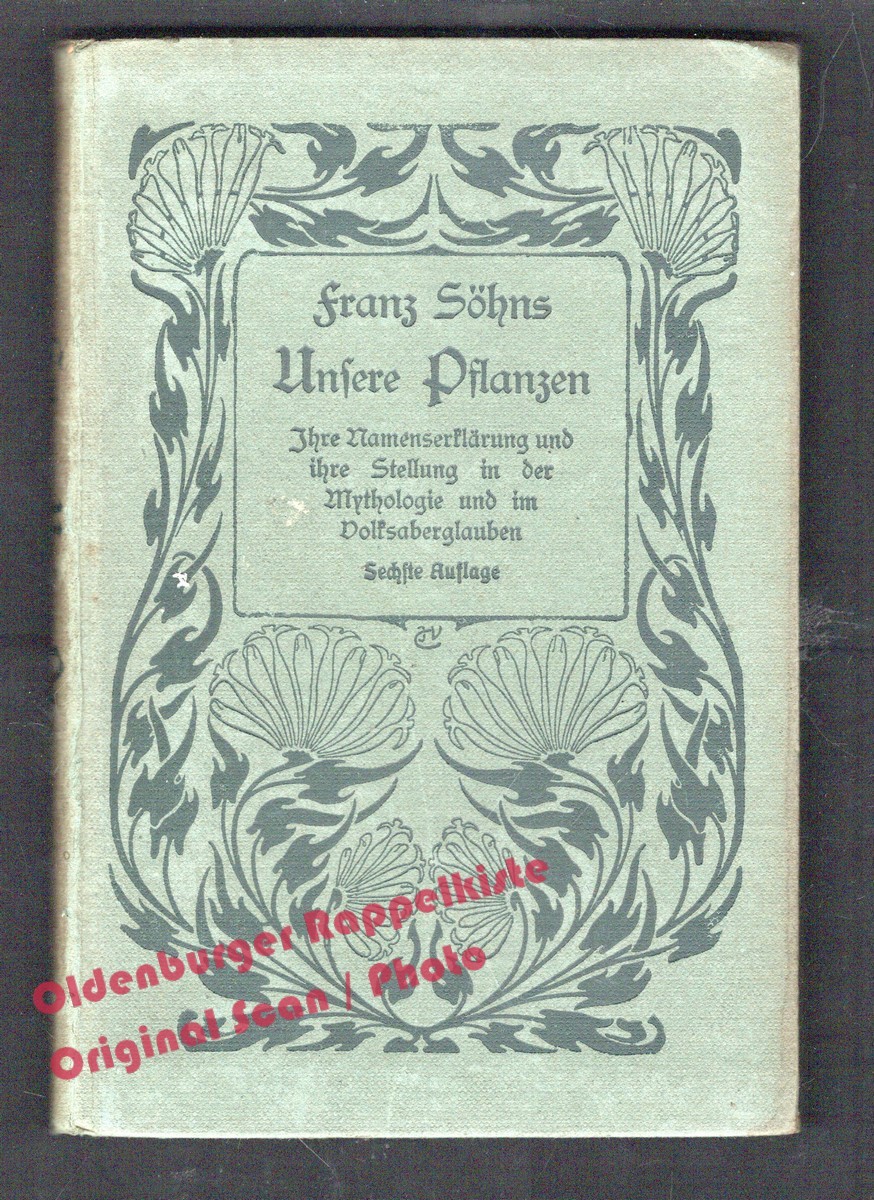 Franz Söhns
Unsere Pflanzen
Ihre Namenserklärung und
ihre Stellung in der
Mythologie und im
Volksaberglauben
Sechste Auflage
Oldenburger Rappelkiste
Original Scan / Photo